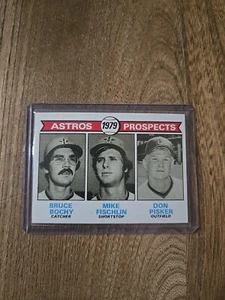 ASTROS 1979 PROSPECTS
BRUCE BOCHY
CATCHER
MIKE FISCHLIN
SHORTSTOP
DON PISKER
OUTFIELD